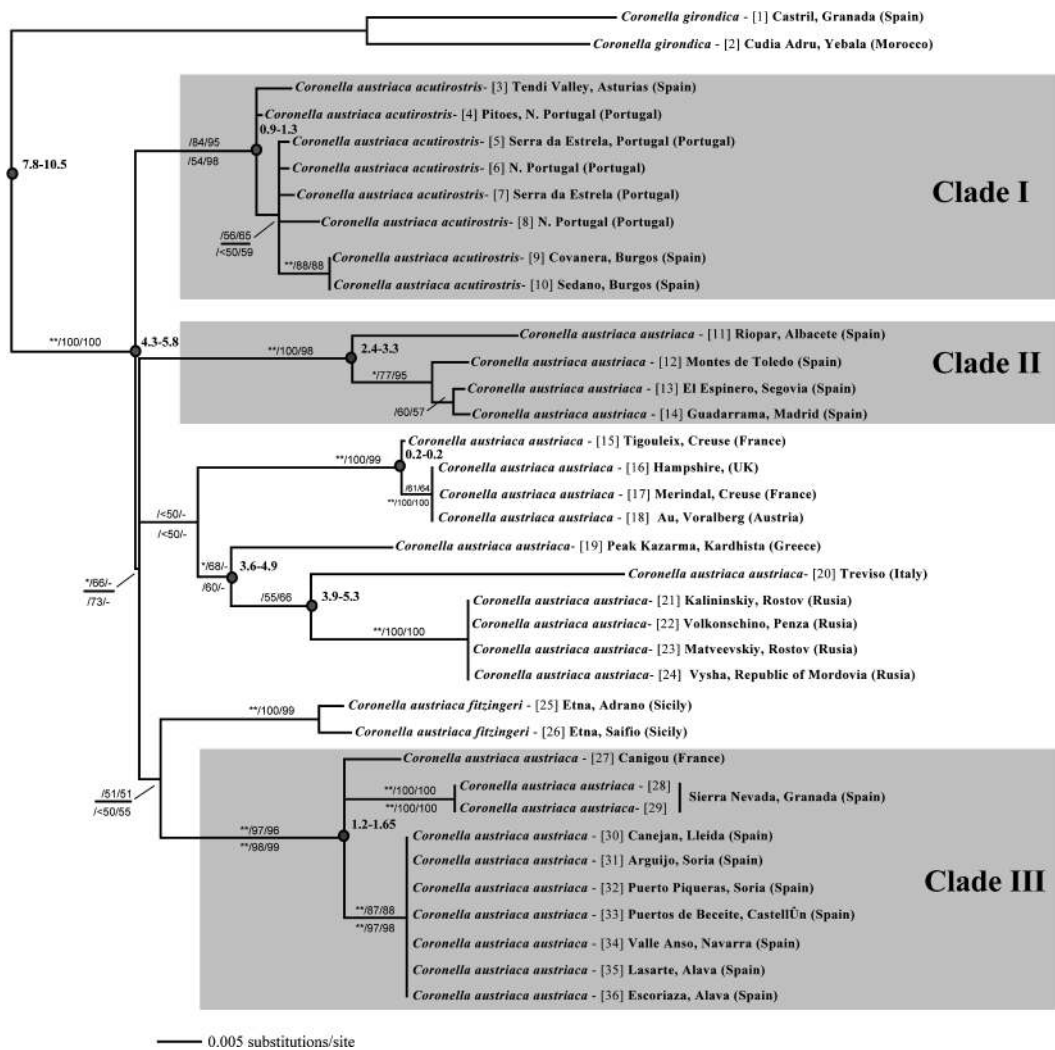 Coronella girondica - [1] Castril, Granada (Spain)
Coronella girondica - [2] Cudia Adru, Yebala (Morocco)
Coronella austriaca acutirostris- [3] Tendi Valley, Asturias (Spain)
Coronella austriaca acutirostris- [4] Pitoes, N. Portugal (Portugal)
0.9-1.3
/84/95
/54/98
Coronella austriaca acutirostris- [5] Serra da Estrela, Portugal (Portugal)
7.8-10.5
Coronella austriaca acutirostris- [6] N. Portugal (Portugal)
Coronella austriaca acutirostris- [7] Serra da Estrela (Portugal)
Clade I
Coronella austriaca acutirostris- [8] N. Portugal (Portugal)
/56/65
/<50/59
Coronella austriaca acutirostris- [9] Covanera, Burgos (Spain)
**/88/88
Coronella austriaca acutirostris- [10] Sedano, Burgos (Spain)
Coronella austriaca austriaca - [11] Riopar, Albacete (Spain)
**/100/100
4.3-5.8
**/100/98
2.4-3.3
Coronella austriaca austriaca - [12] Montes de Toledo (Spain)
Clade II
*/77/95
Coronella austriaca austriaca - [13] El Espinero, Segovia (Spain)
/60/57
Coronella austriaca austriaca - [14] Guadarrama, Madrid (Spain)
Coronella austriaca austriaca - [15] Tigouleix, Creuse (France)
**/100/99
0.2-0.2
Coronella austriaca austriaca - [16] Hampshire, (UK)
/61/64
**/100/100
Coronella austriaca austriaca - [17] Merindal, Creuse (France)
Coronella austriaca austriaca - [18] Au, Voralberg (Austria)
/<50/-
/<50/-
Coronella austriaca austriaca- [19] Peak Kazarma, Kardhista (Greece)
*/68/-
/60/-
3.6-4.9
Coronella austriaca austriaca- [20] Treviso (Italy)
*/66/-
/73/-
/55/66
3.9-5.3
Coronella austriaca austriaca- [21] Kalininskiy, Rostov (Rusia)
Coronella austriaca austriaca- [22] Volkonschino, Penza (Rusia)
**/100/100
Coronella austriaca austriaca- [23] Matveevskiy, Rostov (Rusia)
Coronella austriaca austriaca- [24] Vysha, Republic of Mordovia (Rusia)
Coronella austriaca fitzingeri - [25] Etna, Adrano (Sicily)
**/100/99
Coronella austriaca fitzingeri - [26] Etna, Saifio (Sicily)
Coronella austriaca austriaca - [27] Canigou (France)
/51/51
/<50/55
**/100/100
**/100/100
Coronella austriaca austriaca - [28]
Coronella austriaca austriaca- [29]
Sierra Nevada, Granada (Spain)
**/97/96
**/98/99
1.2-1.65
Coronella austriaca austriaca - [30] Canejan, Lleida (Spain)
Coronella austriaca austriaca - [31] Arguijo, Soria (Spain)
Coronella austriaca austriaca - [32] Puerto Piqueras, Soria (Spain)
Clade III
**/87/88
**/97/98
Coronella austriaca austriaca - [33] Puertos de Beceite, CastellÛn (Spain)
Coronella austriaca austriaca - [34] Valle Anso, Navarra (Spain)
Coronella austriaca austriaca - [35] Lasarte, Alava (Spain)
Coronella austriaca austriaca - [36] Escoriaza, Alava (Spain)
0.005 substitutions/site